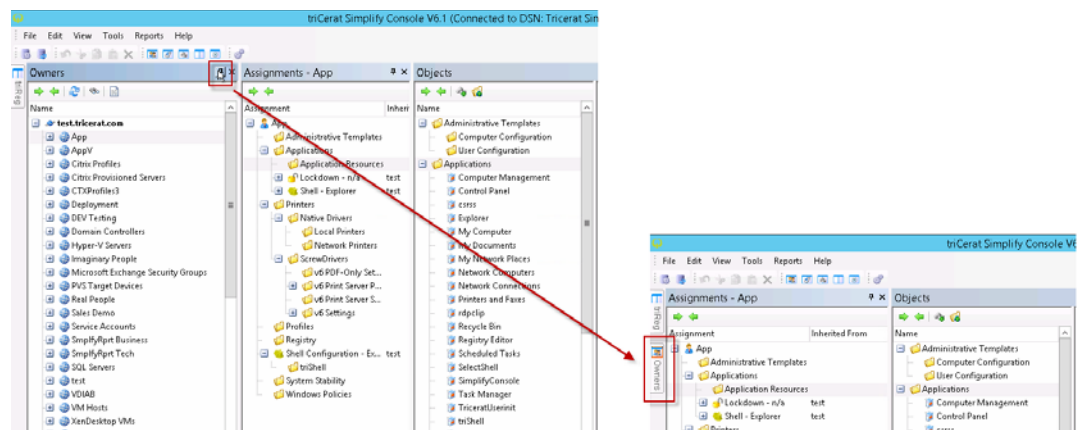 triCerat Simplify Console V6.1 (Connected to DSN: Tricerat Sim
File Edit View Tools Reports Help
triReg
Owners
Name
test.tricerat.com
App
AppV
Citrix Profiles
Citrix Provisioned Servers
CTXProfiles3
Deployment
DEV Testing
Domain Controllers
Hyper-V Servers
Imaginary People
Microsoft Exchange Security Groups
PVS Target Devices
Real People
Sales Demo
Service Accounts
SmplfyRprt Business
SmplfyRprt Tech
SQL Servers
test
VDIAB
VM Hosts
XenDesktop VMs
Assignments - App
Assignment Inherit
App
Administrative Templates
Applications
Application Resources
Lockdown - n/a test
Shell - Explorer test
Printers
Native Drivers
Local Printers
Network Printers
ScrewDrivers
v6 PDF-Only Set...
v6 Print Server P...
v6 Print Server S...
v6 Settings
Profiles
Registry
Shell Configuration - Ex... test
triShell
System Stability
Windows Policies
Objects
Name
Administrative Templates
Computer Configuration
User Configuration
Applications
Computer Management
Control Panel
csrss
Explorer
My Computer
My Documents
My Network Places
Network Computers
Network Connections
Printers and Faxes
rdpclip
Recycle Bin
Registry Editor
Scheduled Tasks
SelectShell
SimplifyConsole
Task Manager
TriceratUserinit
triShell
triCerat Simplify Console V6
File Edit View Tools Reports Help
triReg
Owners
Assignments - App
Assignment Inherited From
App
Administrative Templates
Applications
Application Resources
Lockdown - n/a test
Shell - Explorer test
Printers
Objects
Name
Administrative Templates
Computer Configuration
User Configuration
Applications
Computer Management
Control Panel
csrss